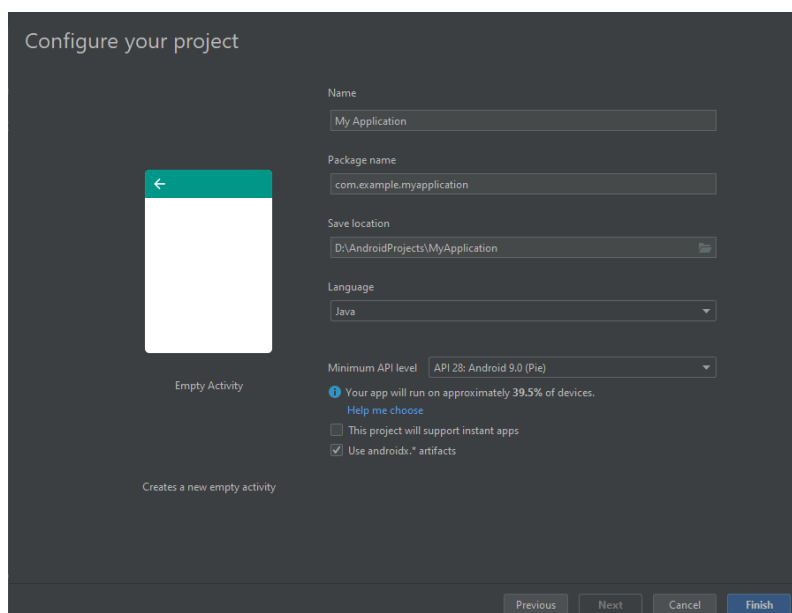 Configure your project
Name
My Application
Package name
com.example.myapplication
Save location
D:\AndroidProjects\MyApplication
Language
Java
Minimum API level API 28: Android 9.0 (Pie)
Your app will run on approximately 39.5% of devices.
Help me choose
This project will support instant apps
Use androidx.* artifacts
Empty Activity
Creates a new empty activity
Previous Next Cancel Finish